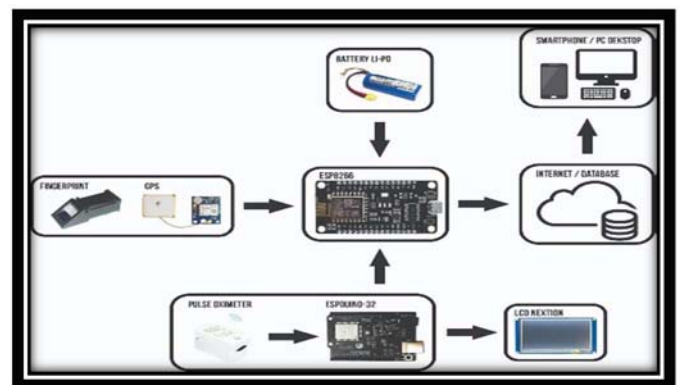 SMARTPHONE / PC DEKSTOP
BATTERY LI-PO
FINGERPRINT
GPS
ESP8266
INTERNET / DATABASE
PULSE OXIMETER
ESPDUINO-32
LCD NEXTION